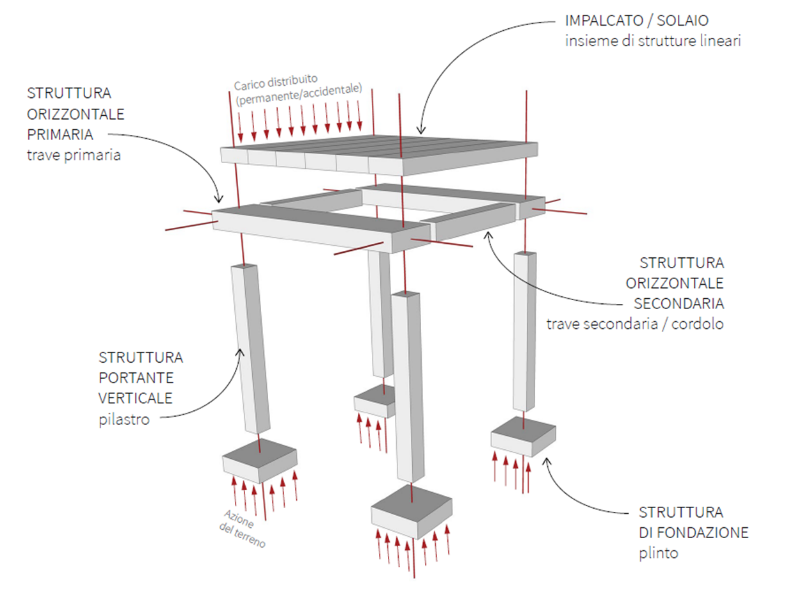 IMPALCATO / SOLAIO
insieme di strutture lineari
Carico distribuito
(permanente/accidentale)
STRUTTURA
ORIZZONTALE
PRIMARIA
trave primaria
STRUTTURA
ORIZZONTALE
SECONDARIA
trave secondaria / cordolo
STRUTTURA
PORTANTE
VERTICALE
pilastro
Azione
del terreno
STRUTTURA
DI FONDAZIONE
plinto